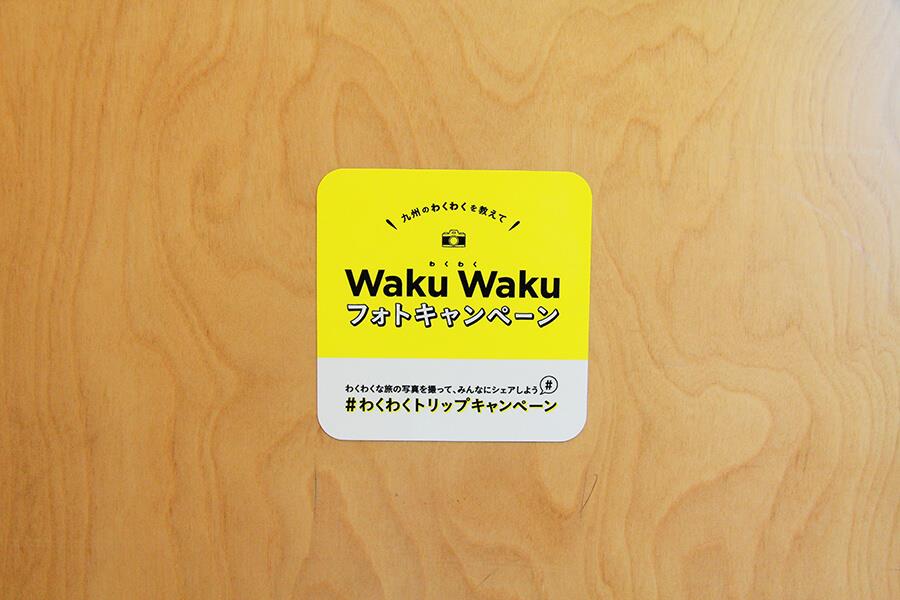 九州のわくわくを教えて
わくわく
Waku Waku
フォトキャンペーン
わくわくな旅の写真を撮って、みんなにシェアしよう #
#わくわくトリップキャンペーン